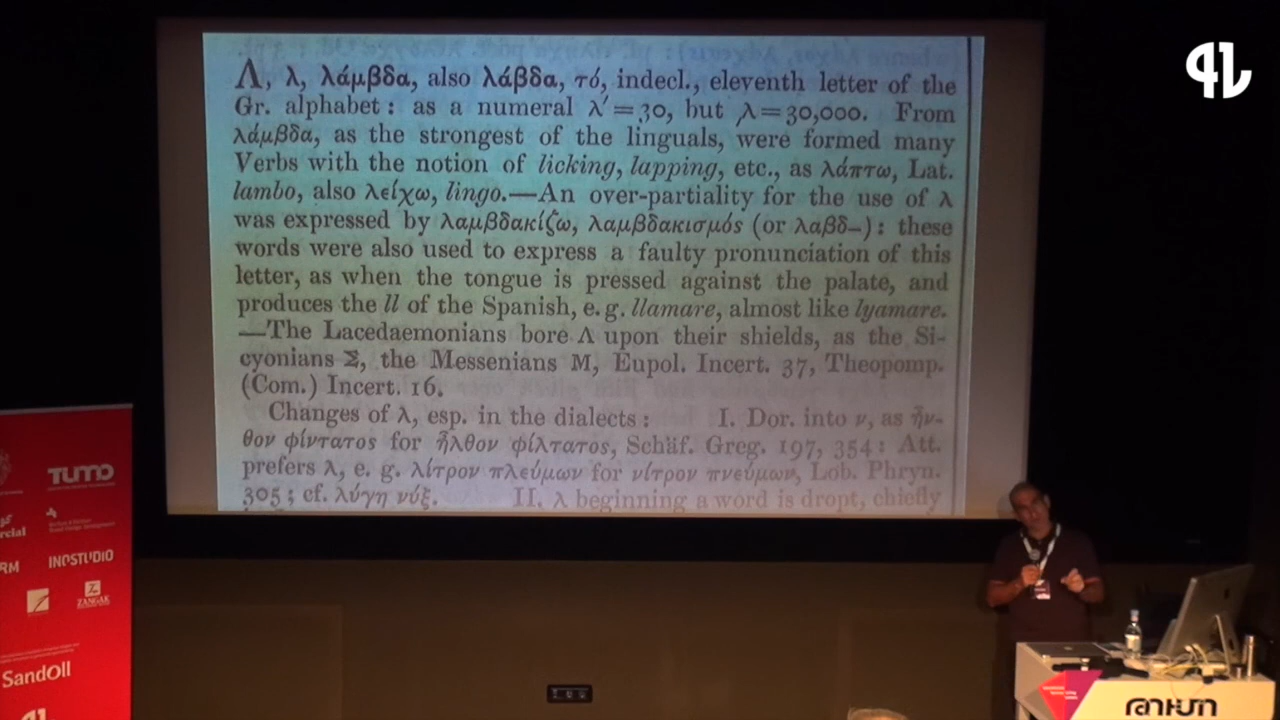 Λ, λ, λάμβδα, also λάβδα, τό, indecl., eleventh letter of the
Gr. alphabet: as a numeral λ′=30, but ͵λ=30,000. From
λάμβδα, as the strongest of the linguals, were formed many
Verbs with the notion of licking, lapping, etc., as λάπτω, Lat.
lambo, also λείχω, lingo.—An over-partiality for the use of λ
was expressed by λαμβδακίζω, λαμβδακισμός (or λαβδ–): these
words were also used to express a faulty pronunciation of this
letter, as when the tongue is pressed against the palate, and
produces the ll of the Spanish, e. g. llamare, almost like lyamare.
—The Lacedaemonians bore Λ upon their shields, as the Si-
cyonians Σ, the Messenians M, Eupol. Incert. 37, Theopomp.
(Com.) Incert. 16.
Changes of λ, esp. in the dialects: I. Dor. into ν, as ἦν-
θον φίντατος for ἦλθον φίλτατος, Schäf. Greg. 197, 354: Att.
prefers λ, e. g. λίτρον πλεύμων for νίτρον πνεύμων, Lob. Phryn.
305; cf. λύγη νύξ. II. λ beginning a word is dropt, chiefly
TUMO
rcial
RM INOSTUDIO
ZANGAK
SandOll